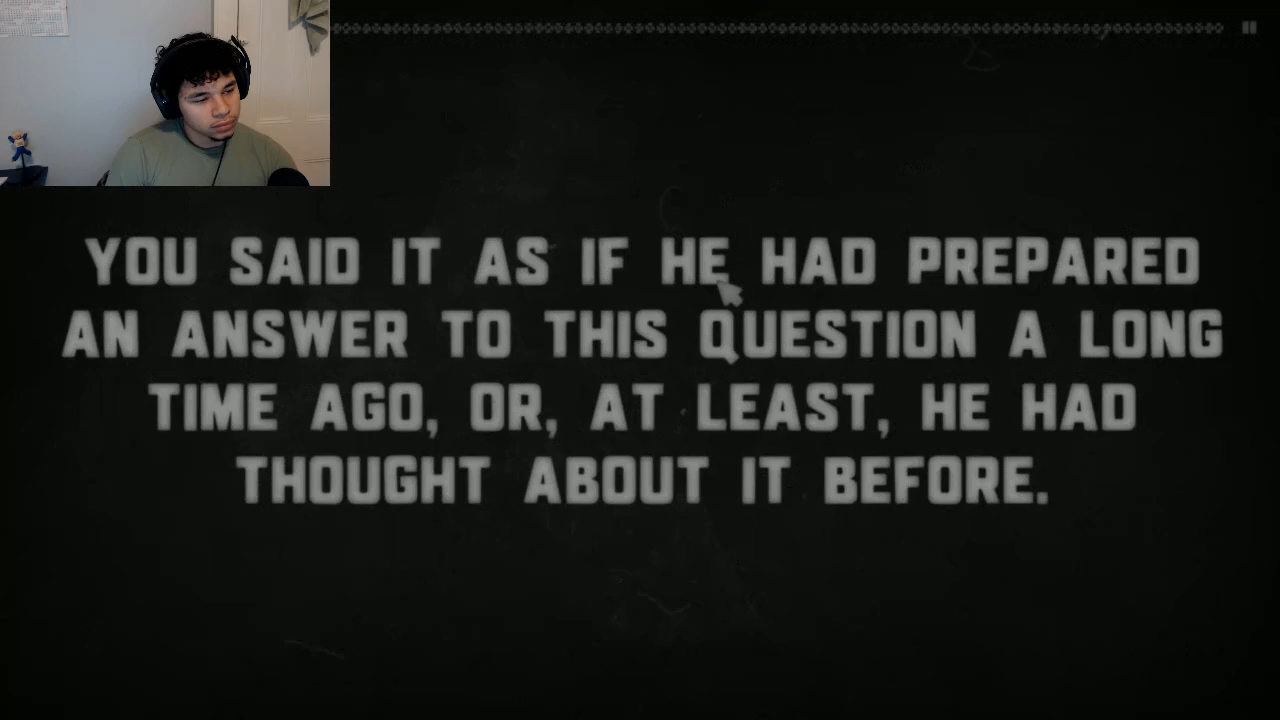 YOU SAID IT AS IF HE HAD PREPARED
AN ANSWER TO THIS QUESTION A LONG
TIME AGO, OR, AT LEAST, HE HAD
THOUGHT ABOUT IT BEFORE.